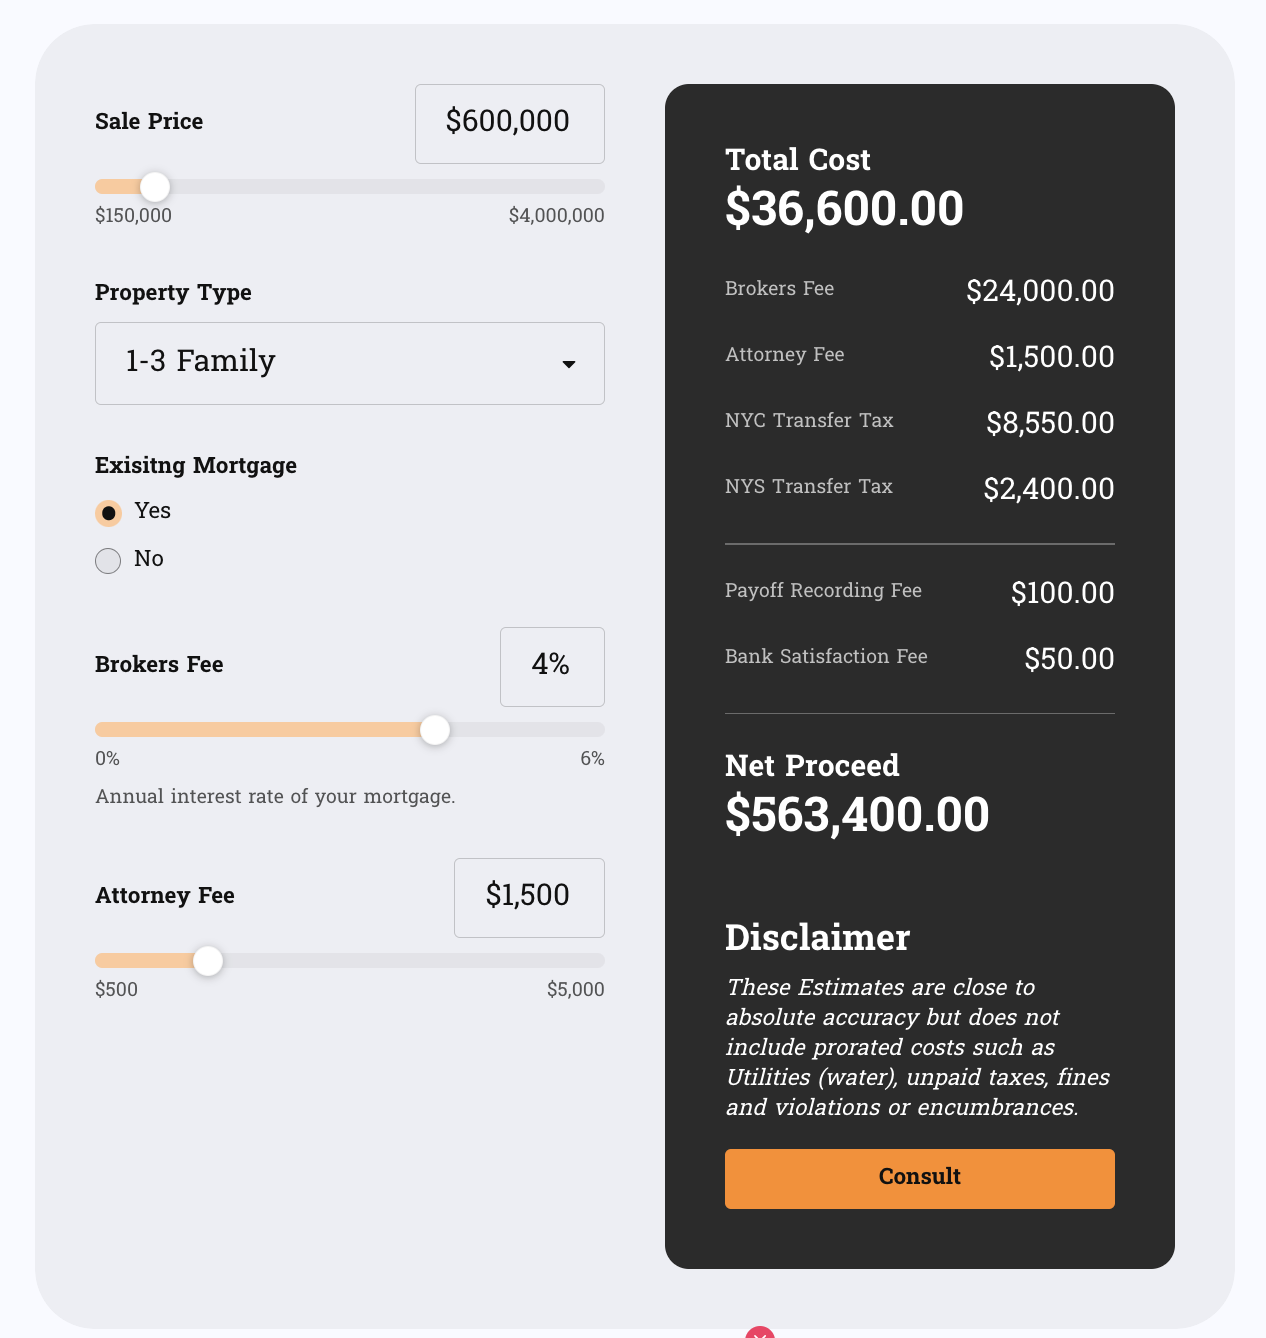 Sale Price
$600,000
$150,000
$4,000,000
Property Type
1-3 Family
Exisitng Mortgage
Yes
No
Brokers Fee
4%
0%
6%
Annual interest rate of your mortgage.
Attorney Fee
$1,500
$500
$5,000
Total Cost
$36,600.00
Brokers Fee
$24,000.00
Attorney Fee
$1,500.00
NYC Transfer Tax
$8,550.00
NYS Transfer Tax
$2,400.00
Payoff Recording Fee
$100.00
Bank Satisfaction Fee
$50.00
Net Proceed
$563,400.00
Disclaimer
These Estimates are close to
absolute accuracy but does not
include prorated costs such as
Utilities (water), unpaid taxes, fines
and violations or encumbrances.
Consult